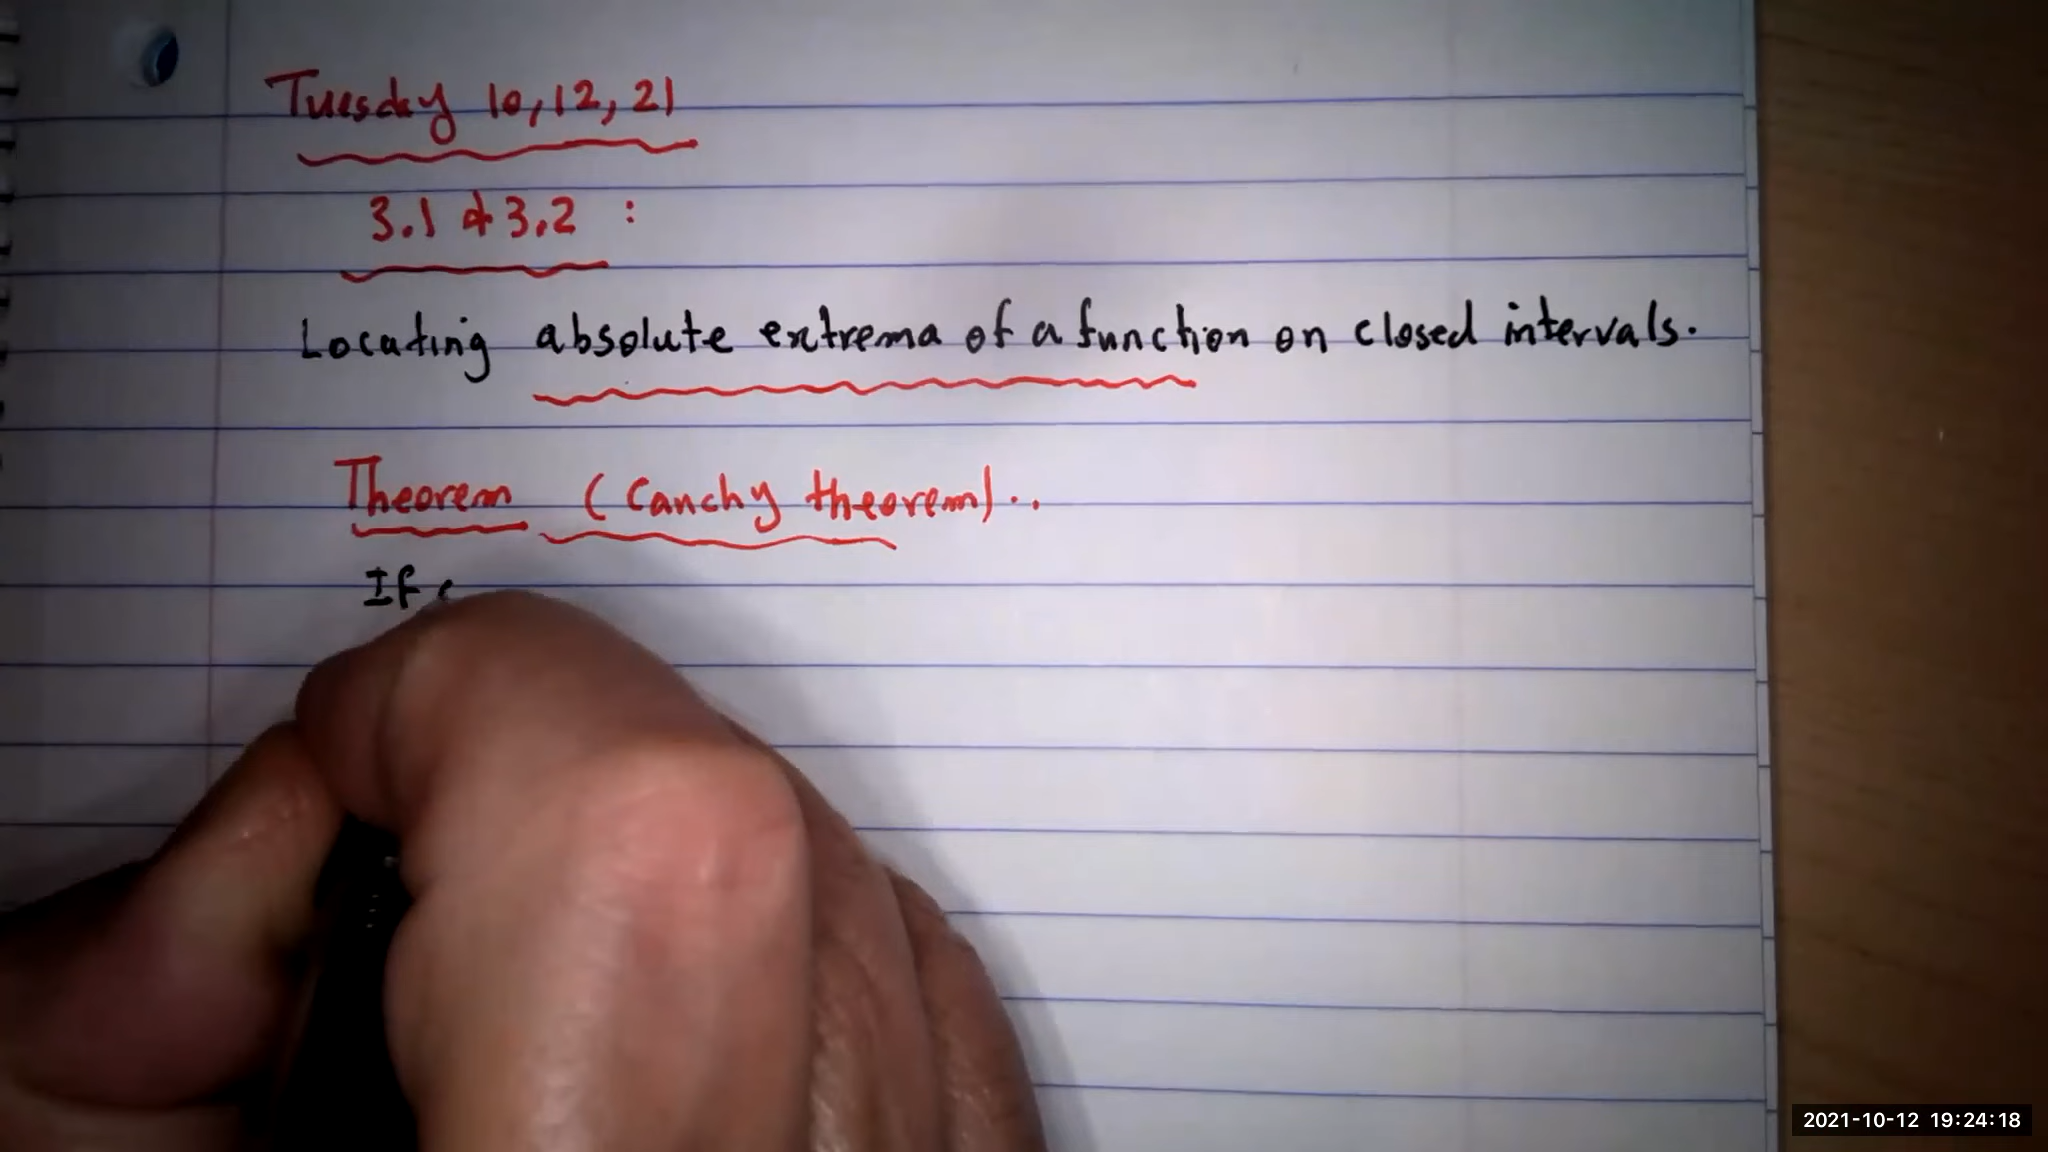 Tuesday 10,12,21
3.1 & 3.2 :
Locating absolute extrema of a function on closed intervals.
Theorem (Cauchy theorem)..
If
2021-10-12 19:24:18